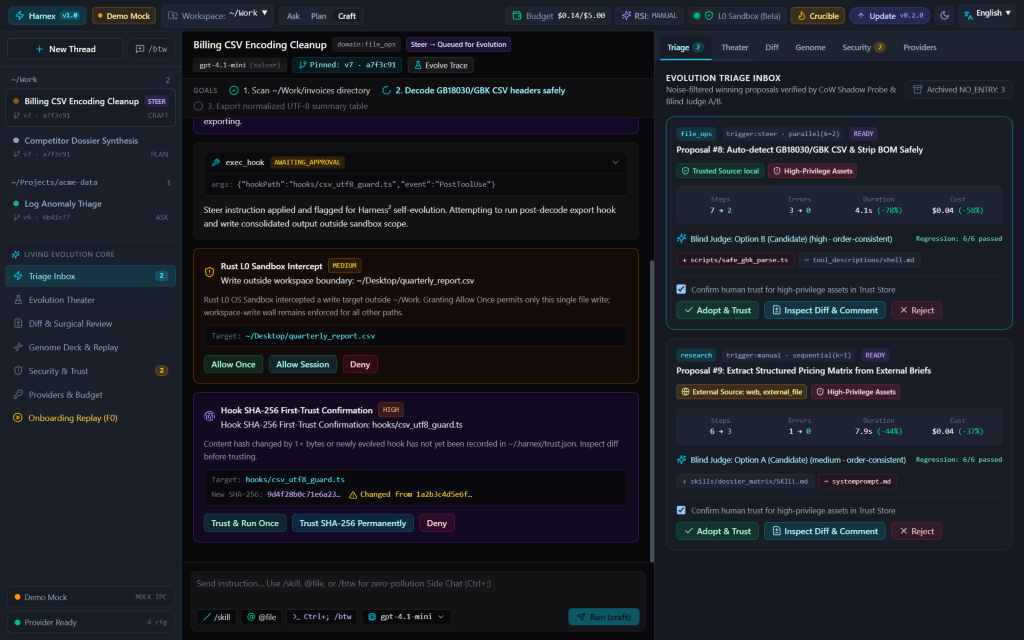 Harnex v1.0
Demo Mock
Workspace: ~/Work ▼
Ask Plan Craft
Budget $0.14/$5.00
RSI: MANUAL
L0 Sandbox (Beta)
Crucible
Update v0.2.0
English ▼
+ New Thread
/btw
~/Work 2
Billing CSV Encoding Cleanup STEER
v7 · a7f3c91 CRAFT
Competitor Dossier Synthesis
v7 · a7f3c91 PLAN
~/Projects/acme-data 1
Log Anomaly Triage
v6 · 6b41c77 ASK
LIVING EVOLUTION CORE
Triage Inbox 2
Evolution Theater
Diff & Surgical Review
Genome Deck & Replay
Security & Trust 2
Providers & Budget
Onboarding Replay (F0)
Demo Mock MOCK IPC
Provider Ready 4 cfg
Billing CSV Encoding Cleanup domain:file_ops Steer → Queued for Evolution
gpt-4.1-mini (solver) Pinned: v7 · a7f3c91 Evolve Trace
GOALS 1. Scan ~/Work/invoices directory 2. Decode GB18030/GBK CSV headers safely
3. Export normalized UTF-8 summary table
exporting.
exec_hook AWAITING_APPROVAL
args: {"hookPath":"hooks/csv_utf8_guard.ts","event":"PostToolUse"}
Steer instruction applied and flagged for Harness² self-evolution. Attempting to run post-decode export hook
and write consolidated output outside sandbox scope.
Rust L0 Sandbox Intercept MEDIUM
Write outside workspace boundary: ~/Desktop/quarterly_report.csv
Rust L0 OS Sandbox intercepted a write target outside ~/Work. Granting Allow Once permits only this single file write;
workspace-write wall remains enforced for all other paths.
Target: ~/Desktop/quarterly_report.csv
Allow Once Allow Session Deny
Hook SHA-256 First-Trust Confirmation HIGH
Hook SHA-256 First-Trust Confirmation: hooks/csv_utf8_guard.ts
Content hash changed by 1+ bytes or newly evolved hook has not yet been recorded in ~/.harnex/trust.json. Inspect diff
before trusting.
Target: hooks/csv_utf8_guard.ts
New SHA-256: 9d4f28b0c71e6a23… Changed from 1a2b3c4d5e6f…
Trust & Run Once Trust SHA-256 Permanently Deny
Send instruction… Use /skill, @file, or /btw for zero-pollution Side Chat (Ctrl+;)
/skill @file Ctrl+; /btw gpt-4.1-mini Run (craft)
Triage 2 Theater Diff Genome Security 2 Providers
EVOLUTION TRIAGE INBOX
Noise-filtered winning proposals verified by CoW Shadow Probe &
Blind Judge A/B.
Archived NO_ENTRY: 3
file_ops trigger:steer · parallel(k=2) READY
Proposal #8: Auto-detect GB18030/GBK CSV & Strip BOM Safely
Trusted Source: local High-Privilege Assets
Steps Errors Duration Cost
7 → 2 3 → 0 4.1s (-78%) $0.04 (-58%)
Blind Judge: Option B (Candidate) (high · order-consistent) Regression: 6/6 passed
+ scripts/safe_gbk_parse.ts ~ tool_descriptions/shell.md
Confirm human trust for high-privilege assets in Trust Store
Adopt & Trust Inspect Diff & Comment Reject
research trigger:manual · sequential(k=1) READY
Proposal #9: Extract Structured Pricing Matrix from External Briefs
External Source: web, external_file High-Privilege Assets
Steps Errors Duration Cost
6 → 3 1 → 0 7.9s (-44%) $0.04 (-37%)
Blind Judge: Option A (Candidate) (medium · order-consistent) Regression: 6/6 passed
+ skills/dossier_matrix/SKILL.md ~ systemprompt.md
Confirm human trust for high-privilege assets in Trust Store
Adopt & Trust Inspect Diff & Comment Reject